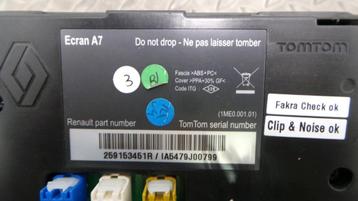 Ecran A7
Do not drop - Ne pas laisser tomber
TOMTOM
3
Fascia >ABS+PC<
Cover >PPA+30% GF<
Code ITG
(1ME0.001.01)
Fakra Check ok
Clip & Noise ok
Renault part number
TomTom serial number
259153451R / IA5479J00799